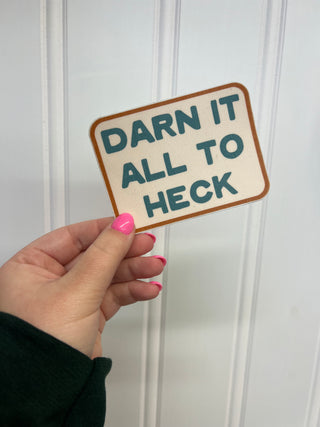 DARN IT
ALL TO
HECK